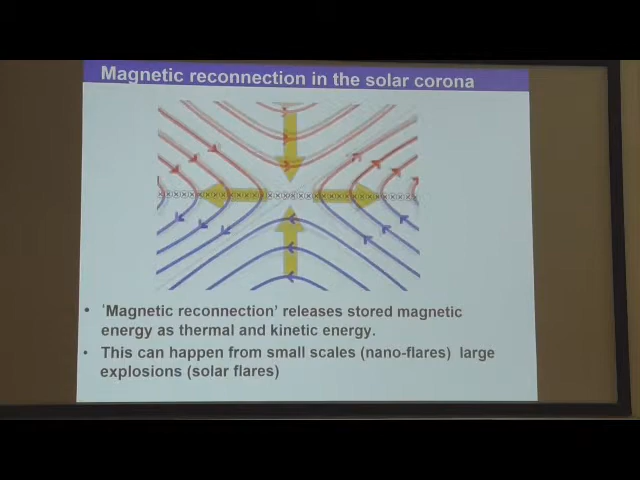 Magnetic reconnection in the solar corona
• 'Magnetic reconnection' releases stored magnetic
energy as thermal and kinetic energy.
• This can happen from small scales (nano-flares) large
explosions (solar flares)